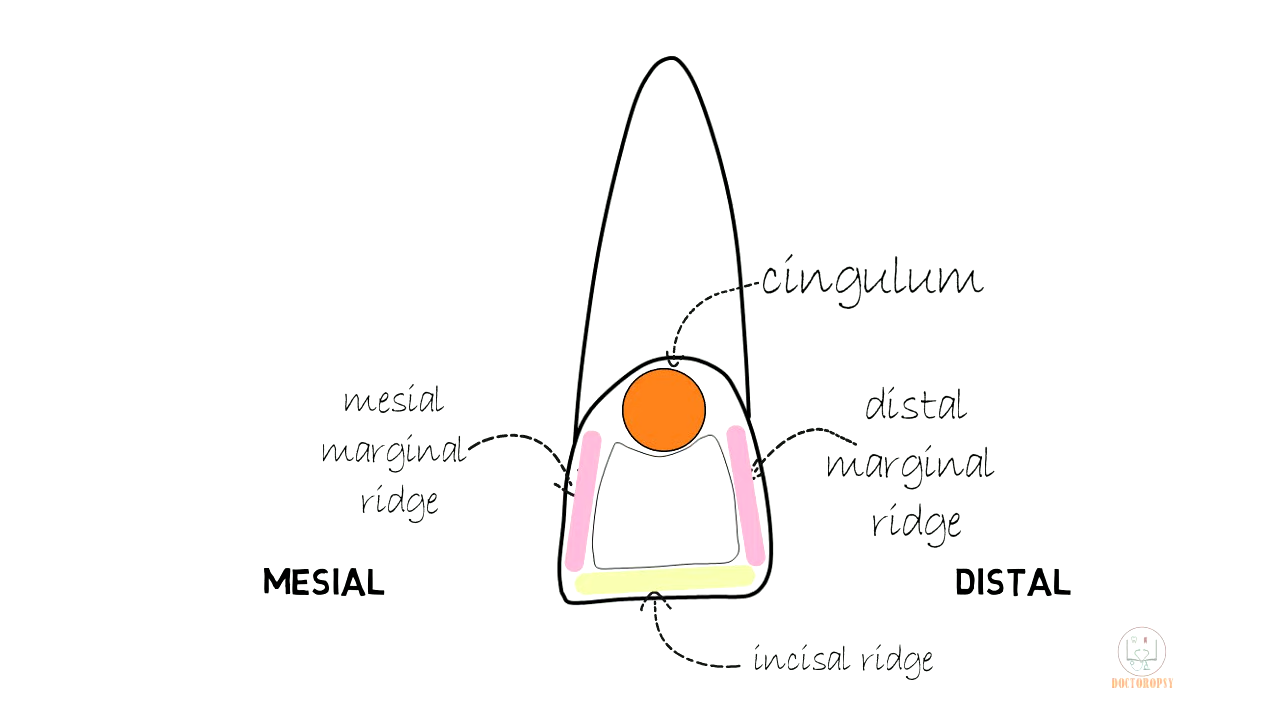 cingulum
mesial
marginal
ridge
distal
marginal
ridge
MESIAL
DISTAL
incisal ridge
DOCTOROPSY